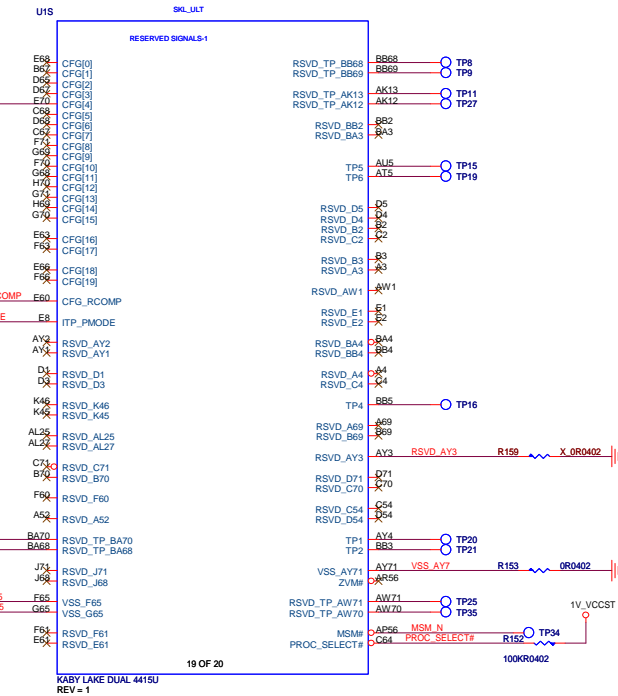 U1S
SKL_ULT
RESERVED SIGNALS-1
E68 CFG[0] RSVD_TP_BB68 BB68 TP8
B67 CFG[1] RSVD_TP_BB69 BB69 TP9
D65 CFG[2]
D67 CFG[3] RSVD_TP_AK13 AK13 TP11
E70 CFG[4] RSVD_TP_AK12 AK12 TP27
C68 CFG[5]
D68 CFG[6] RSVD_BB2 BB2
C67 CFG[7] RSVD_BA3 BA3
F71 CFG[8]
G69 CFG[9]
F70 CFG[10] TP5 AU5 TP15
G68 CFG[11] TP6 AT5 TP19
H70 CFG[12]
G71 CFG[13]
H69 CFG[14] RSVD_D5 D5
G70 CFG[15] RSVD_D4 D4
RSVD_B2 B2
E63 CFG[16] RSVD_C2 C2
F63 CFG[17]
RSVD_B3 B3
E66 CFG[18] RSVD_A3 A3
F66 CFG[19]
RSVD_AW1 AW1
COMP E60 CFG_RCOMP
RSVD_E1 E1
E E8 ITP_PMODE RSVD_E2 E2
AY2 RSVD_AY2 RSVD_BA4 BA4
AY1 RSVD_AY1 RSVD_BB4 BB4
D1 RSVD_D1 RSVD_A4 A4
D3 RSVD_D3 RSVD_C4 C4
K46 RSVD_K46 TP4 BB5 TP16
K45 RSVD_K45
RSVD_A69 A69
AL25 RSVD_AL25 RSVD_B69 B69
AL27 RSVD_AL27
RSVD_AY3 AY3 RSVD_AY3 R159 X_0R0402
C71 RSVD_C71
B70 RSVD_B70 RSVD_D71 D71
RSVD_C70 C70
F60 RSVD_F60
RSVD_C54 C54
A52 RSVD_A52 RSVD_D54 D54
BA70 RSVD_TP_BA70 TP1 AY4 TP20
BA68 RSVD_TP_BA68 TP2 BB3 TP21
J71 RSVD_J71 VSS_AY71 AY71 VSS_AY7 R153 0R0402
J68 RSVD_J68 ZVM# AR56
F65 VSS_F65 RSVD_TP_AW71 AW71 TP25
G65 VSS_G65 RSVD_TP_AW70 AW70 TP35
1V_VCCST
F61 RSVD_F61 MSM# AP56 MSM_N TP34
E61 RSVD_E61 PROC_SELECT# C64 PROC_SELECT# R152
100KR0402
19 OF 20
KABY LAKE DUAL 4415U
REV = 1